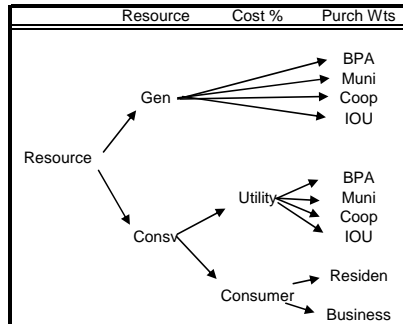 Resource Cost % Purch Wts
BPA
Muni
Gen
Coop
IOU
Resource
BPA
Utility
Muni
Coop
Consv
IOU
Residen
Consumer
Business